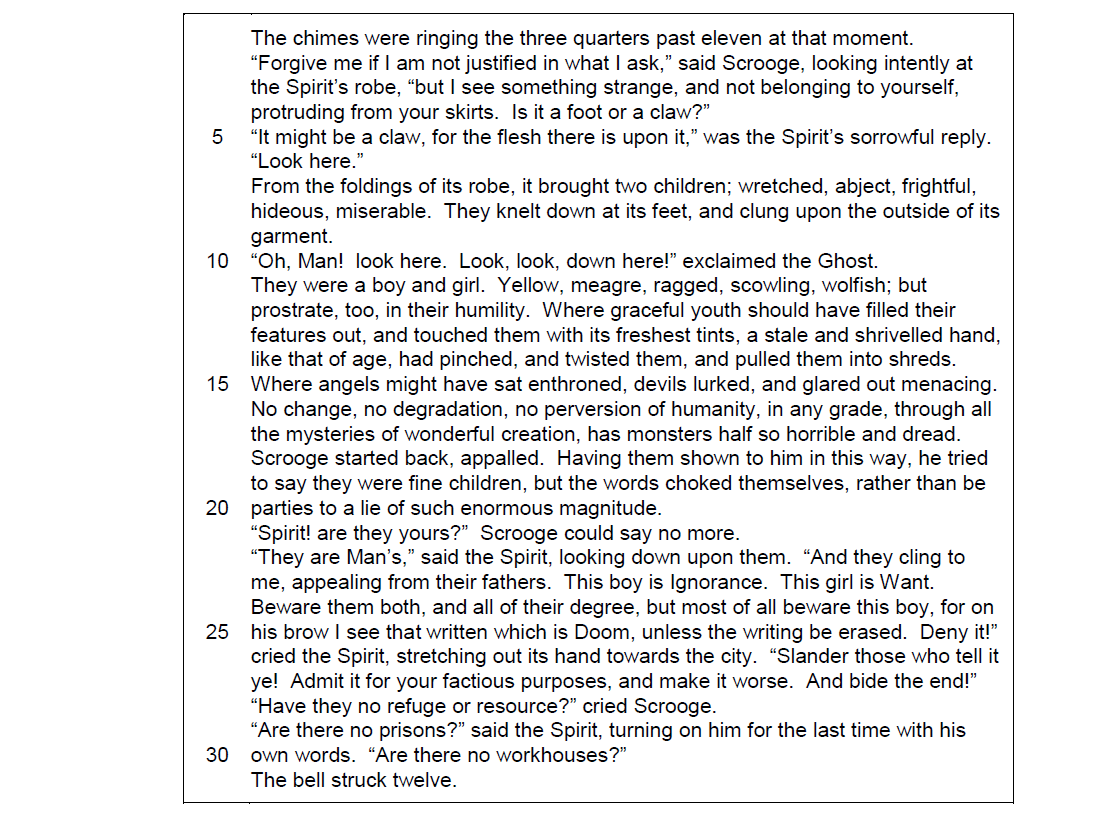 The chimes were ringing the three quarters past eleven at that moment.
“Forgive me if I am not justified in what I ask,” said Scrooge, looking intently at
the Spirit’s robe, “but I see something strange, and not belonging to yourself,
protruding from your skirts.  Is it a foot or a claw?”
5 “It might be a claw, for the flesh there is upon it,” was the Spirit’s sorrowful reply.
“Look here.”
From the foldings of its robe, it brought two children; wretched, abject, frightful,
hideous, miserable.  They knelt down at its feet, and clung upon the outside of its
garment.
10 “Oh, Man!  look here.  Look, look, down here!” exclaimed the Ghost.
They were a boy and girl.  Yellow, meagre, ragged, scowling, wolfish; but
prostrate, too, in their humility.  Where graceful youth should have filled their
features out, and touched them with its freshest tints, a stale and shrivelled hand,
like that of age, had pinched, and twisted them, and pulled them into shreds.
15 Where angels might have sat enthroned, devils lurked, and glared out menacing.
No change, no degradation, no perversion of humanity, in any grade, through all
the mysteries of wonderful creation, has monsters half so horrible and dread.
Scrooge started back, appalled.  Having them shown to him in this way, he tried
to say they were fine children, but the words choked themselves, rather than be
20 parties to a lie of such enormous magnitude.
“Spirit! are they yours?”  Scrooge could say no more.
“They are Man’s,” said the Spirit, looking down upon them.  “And they cling to
me, appealing from their fathers.  This boy is Ignorance.  This girl is Want.
Beware them both, and all of their degree, but most of all beware this boy, for on
25 his brow I see that written which is Doom, unless the writing be erased.  Deny it!”
cried the Spirit, stretching out its hand towards the city.  “Slander those who tell it
ye!  Admit it for your factious purposes, and make it worse.  And bide the end!”
“Have they no refuge or resource?” cried Scrooge.
“Are there no prisons?” said the Spirit, turning on him for the last time with his
30 own words.  “Are there no workhouses?”
The bell struck twelve.